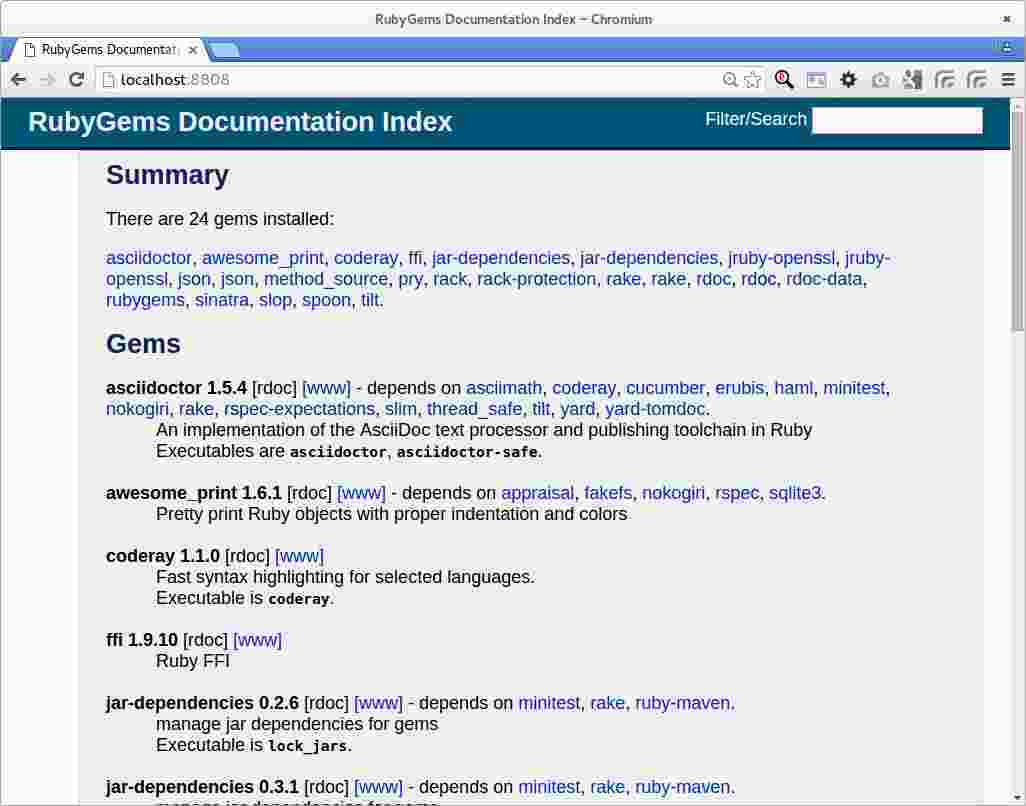 RubyGems Documentation Index - Chromium
RubyGems Documentat
localhost:8808
RubyGems Documentation Index
Filter/Search
Summary
There are 24 gems installed:
asciidoctor, awesome_print, coderay, ffi, jar-dependencies, jar-dependencies, jruby-openssl, jruby-
openssl, json, json, method_source, pry, rack, rack-protection, rake, rake, rdoc, rdoc, rdoc-data,
rubygems, sinatra, slop, spoon, tilt.
Gems
asciidoctor 1.5.4 [rdoc] [www] - depends on asciimath, coderay, cucumber, erubis, haml, minitest,
nokogiri, rake, rspec-expectations, slim, thread_safe, tilt, yard, yard-tomdoc.
An implementation of the AsciiDoc text processor and publishing toolchain in Ruby
Executables are asciidoctor, asciidoctor-safe.
awesome_print 1.6.1 [rdoc] [www] - depends on appraisal, fakefs, nokogiri, rspec, sqlite3.
Pretty print Ruby objects with proper indentation and colors
coderay 1.1.0 [rdoc] [www]
Fast syntax highlighting for selected languages.
Executable is coderay.
ffi 1.9.10 [rdoc] [www]
Ruby FFI
jar-dependencies 0.2.6 [rdoc] [www] - depends on minitest, rake, ruby-maven.
manage jar dependencies for gems
Executable is lock_jars.
jar-dependencies 0.3.1 [rdoc] [www] - depends on minitest, rake, ruby-maven.
manage jar dependencies for gems